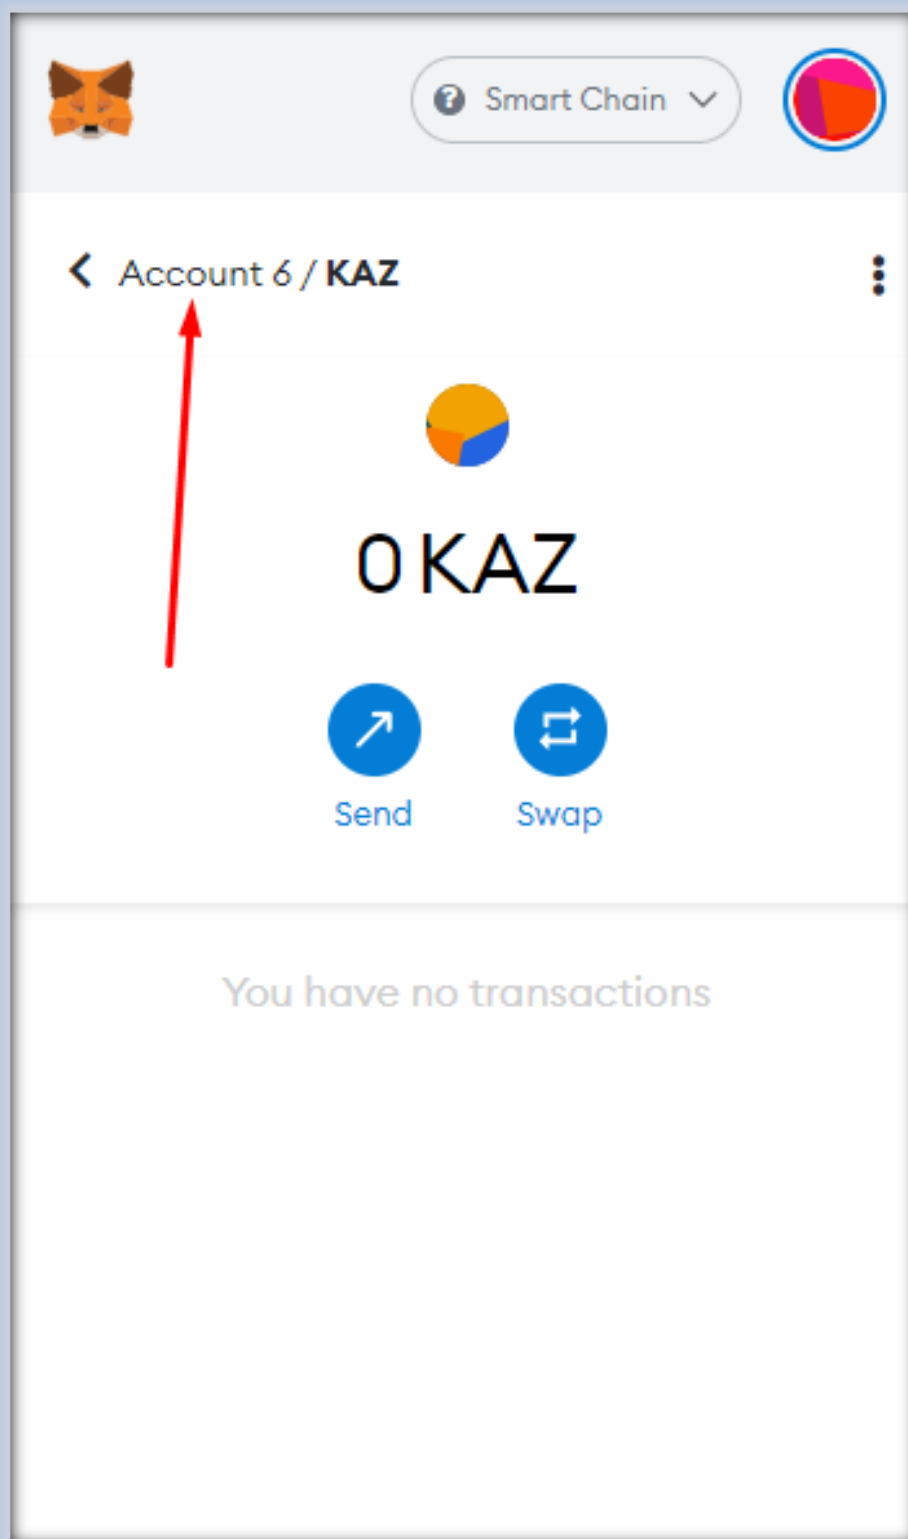 Smart Chain
Account 6 / KAZ
0 KAZ
Send Swap
You have no transactions